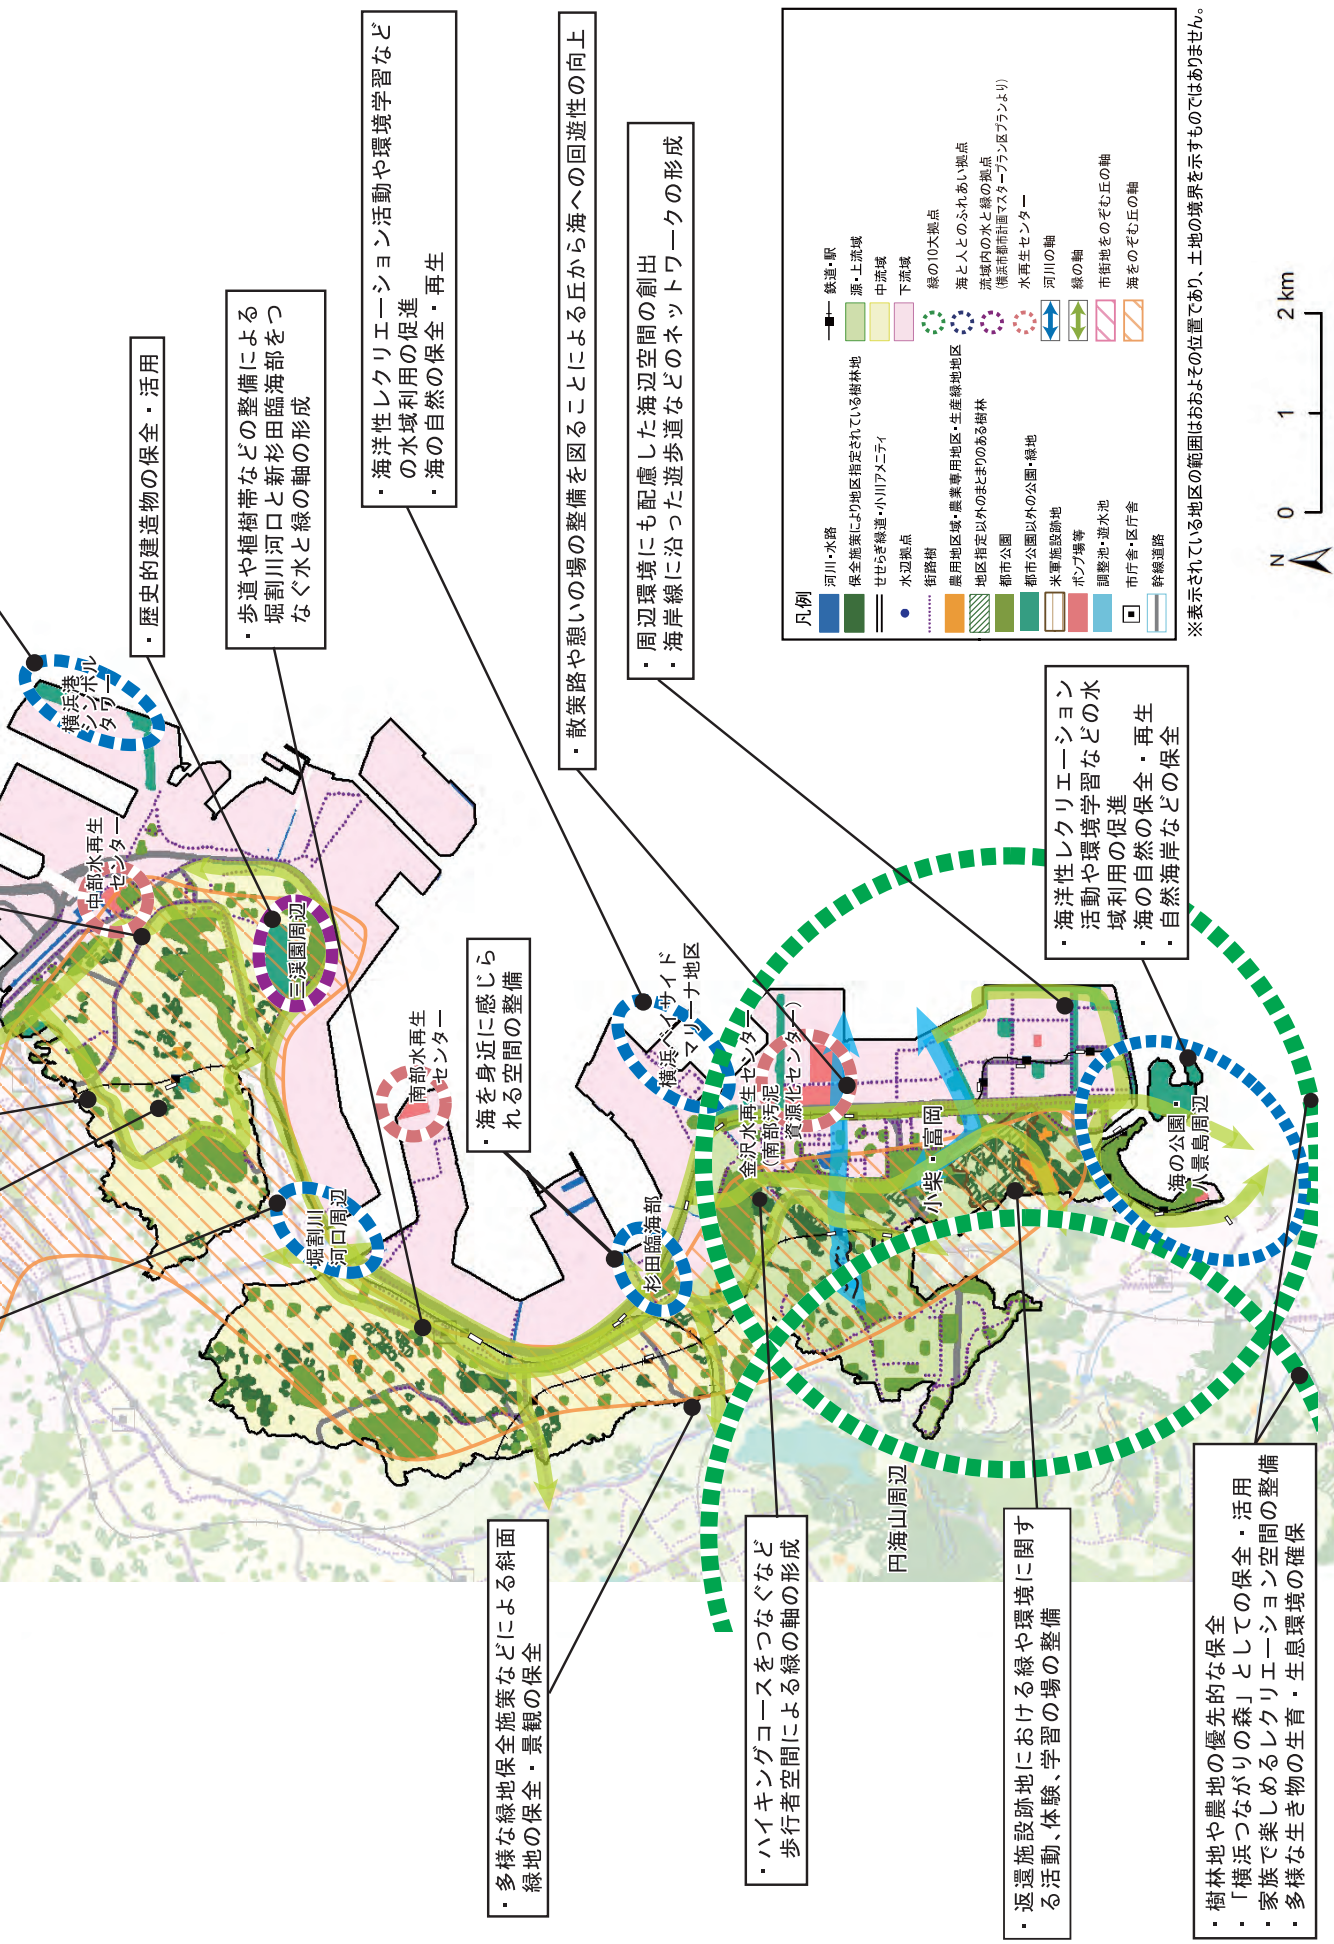 ・歴史的建造物の保全・活用
・歩道や植樹帯などの整備による
堀割川河口と新杉田臨海部をつ
なぐ水と緑の軸の形成
・海洋性レクリエーション活動や環境学習など
の水域利用の促進
・海の自然の保全・再生
・散策路や憩いの場の整備を図ることによる丘から海への回遊性の向上
・周辺環境にも配慮した海辺空間の創出
・海岸線に沿った遊歩道などのネットワークの形成
横浜港
シンボル
タワー
中部水再生
センター
三渓園周辺
南部水再生
センター
・海を身近に感じら
れる空間の整備
堀割川
河口周辺
杉田臨海部
横浜ベイサイド
マリーナ地区
金沢水再生センター
(南部汚泥
資源化センター)
小柴・富岡
海の公園・
八景島周辺
円海山周辺
・海洋性レクリエーション
活動や環境学習などの水
域利用の促進
・海の自然の保全・再生
・自然海岸などの保全
・多様な緑地保全施策などによる斜面
緑地の保全・景観の保全
・ハイキングコースをつなぐなど
歩行者空間による緑の軸の形成
・返還施設跡地における緑や環境に関す
る活動、体験、学習の場の整備
・樹林地や農地の優先的な保全
・「横浜つながりの森」としての保全・活用
・家族で楽しめるレクリエーション空間の整備
・多様な生き物の生育・生息環境の確保
凡例
河川・水路
保全施策により地区指定されている樹林地
せせらぎ緑道・小川アメニティ
水辺拠点
街路樹
農用地区域・農業専用地区・生産緑地地区
地区指定以外のまとまりのある樹林
都市公園
都市公園以外の公園・緑地
米軍施設跡地
ポンプ場等
調整池・遊水池
市庁舎・区庁舎
幹線道路
鉄道・駅
源・上流域
中流域
下流域
緑の10大拠点
海と人とのふれあい拠点
流域内の水と緑の拠点
(横浜市都市計画マスタープラン区プランより)
水再生センター
河川の軸
緑の軸
市街地をのぞむ丘の軸
海をのぞむ丘の軸
※表示されている地区の範囲はおおよその位置であり、土地の境界を示すものではありません。
N
0 1 2 km